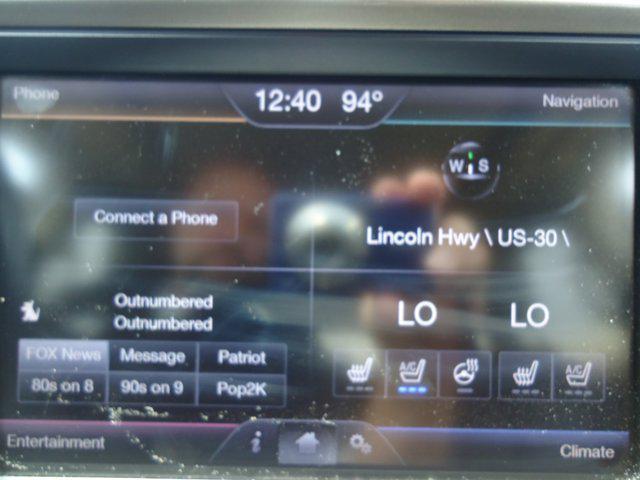 Phone
12:40 94°
Navigation
W S
Connect a Phone
Lincoln Hwy \ US-30 \
Outnumbered
Outnumbered
LO LO
FOX News Message Patriot
80s on 8 90s on 9 Pop2K
A/C
A/C
Entertainment
i
Climate